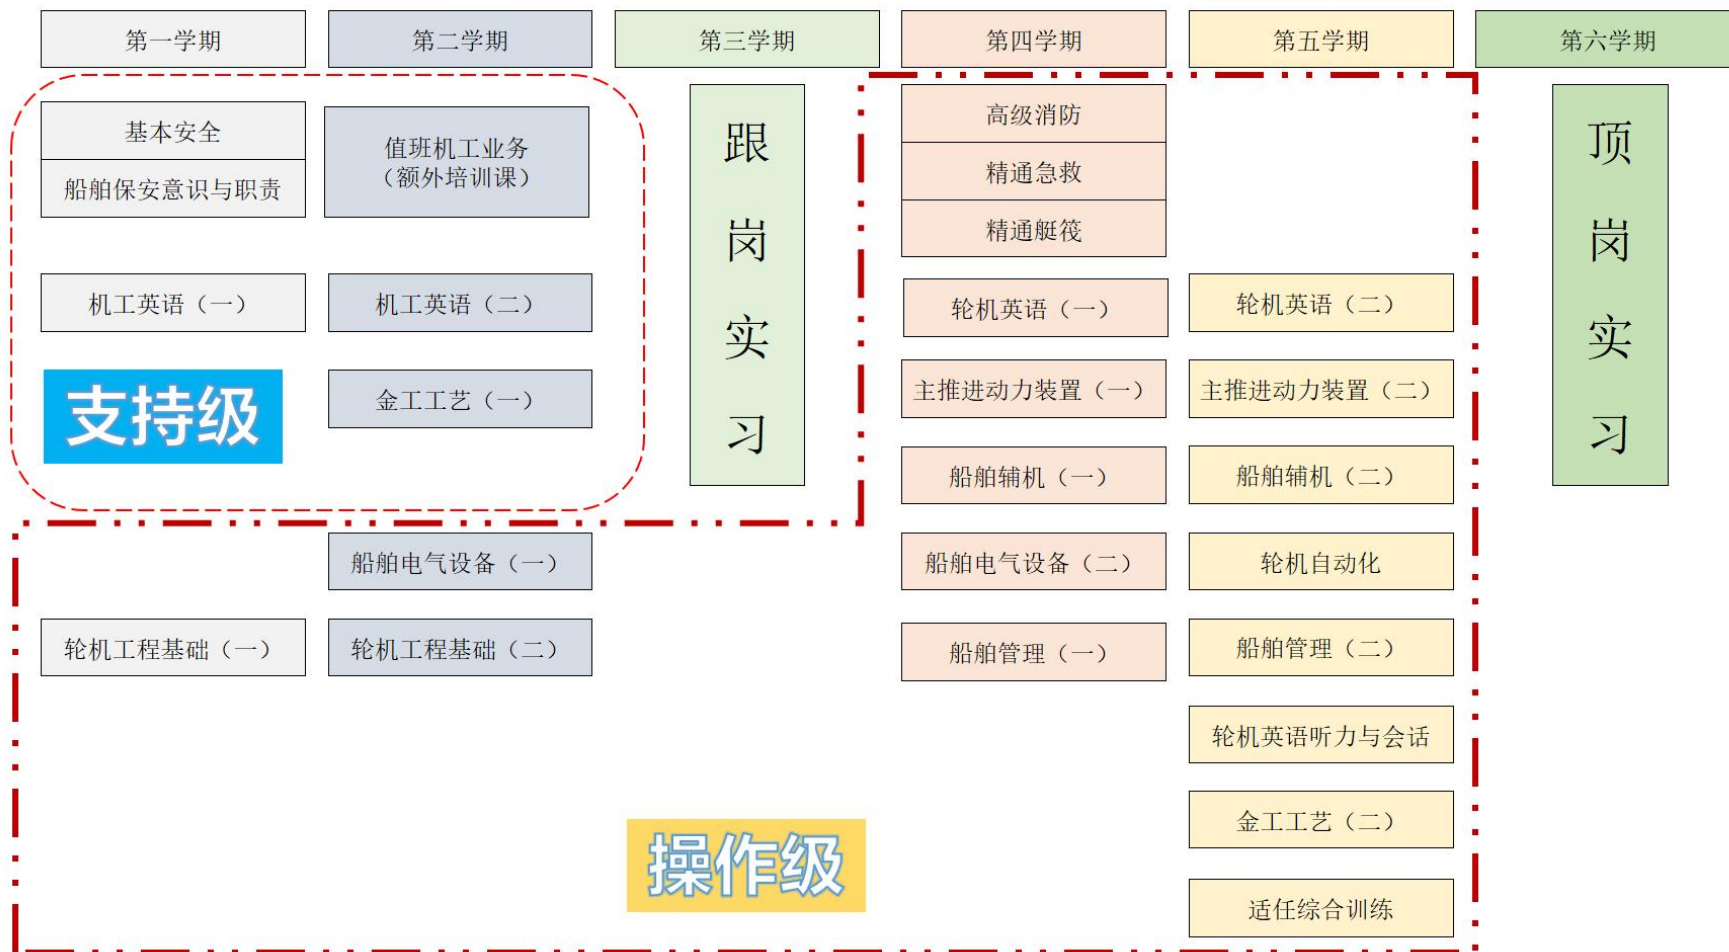 第一学期
第二学期
第三学期
第四学期
第五学期
第六学期
基本安全
船舶保安意识与职责
值班机工业务
（额外培训课）
机工英语（一）
机工英语（二）
支持级
金工工艺（一）
跟
岗
实
习
高级消防
精通急救
精通艇筏
轮机英语（一）
轮机英语（二）
主推进动力装置（一）
主推进动力装置（二）
船舶辅机（一）
船舶辅机（二）
顶
岗
实
习
船舶电气设备（一）
船舶电气设备（二）
轮机自动化
轮机工程基础（一）
轮机工程基础（二）
船舶管理（一）
船舶管理（二）
轮机英语听力与会话
金工工艺（二）
操作级
适任综合训练